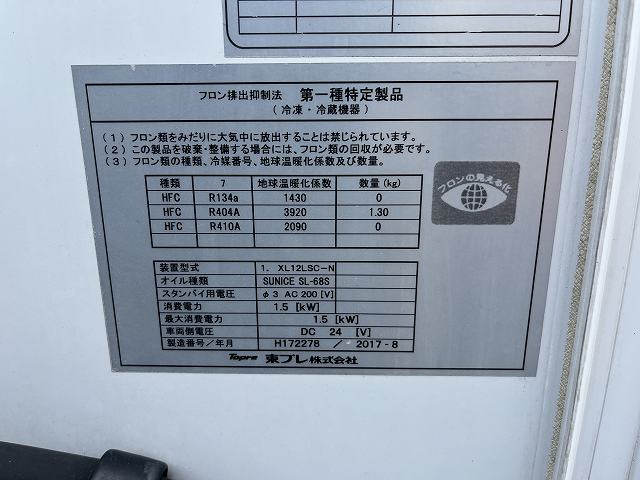 フロン排出抑制法 第一種特定製品
(冷凍・冷蔵機器)
(1) フロン類をみだりに大気中に放出することは禁じられています。
(2) この製品を破棄・整備する場合には、フロン類の回収が必要です。
(3) フロン類の種類、冷媒番号、地球温暖化係数及び数量。
フロンの見える化
種類 7 地球温暖化係数 数量(kg)
HFC R134a 1430 0
HFC R404A 3920 1.30
HFC R410A 2090 0
装置型式 1. XL12LSC-N
オイル種類 SUNICE SL-68S
スタンバイ用電圧 φ3 AC 200 [V]
消費電力 1.5 [kW]
最大消費電力 1.5 [kW]
車両側電圧 DC 24 [V]
製造番号/年月 H172278 / 2017-8
Topre 東プレ株式会社